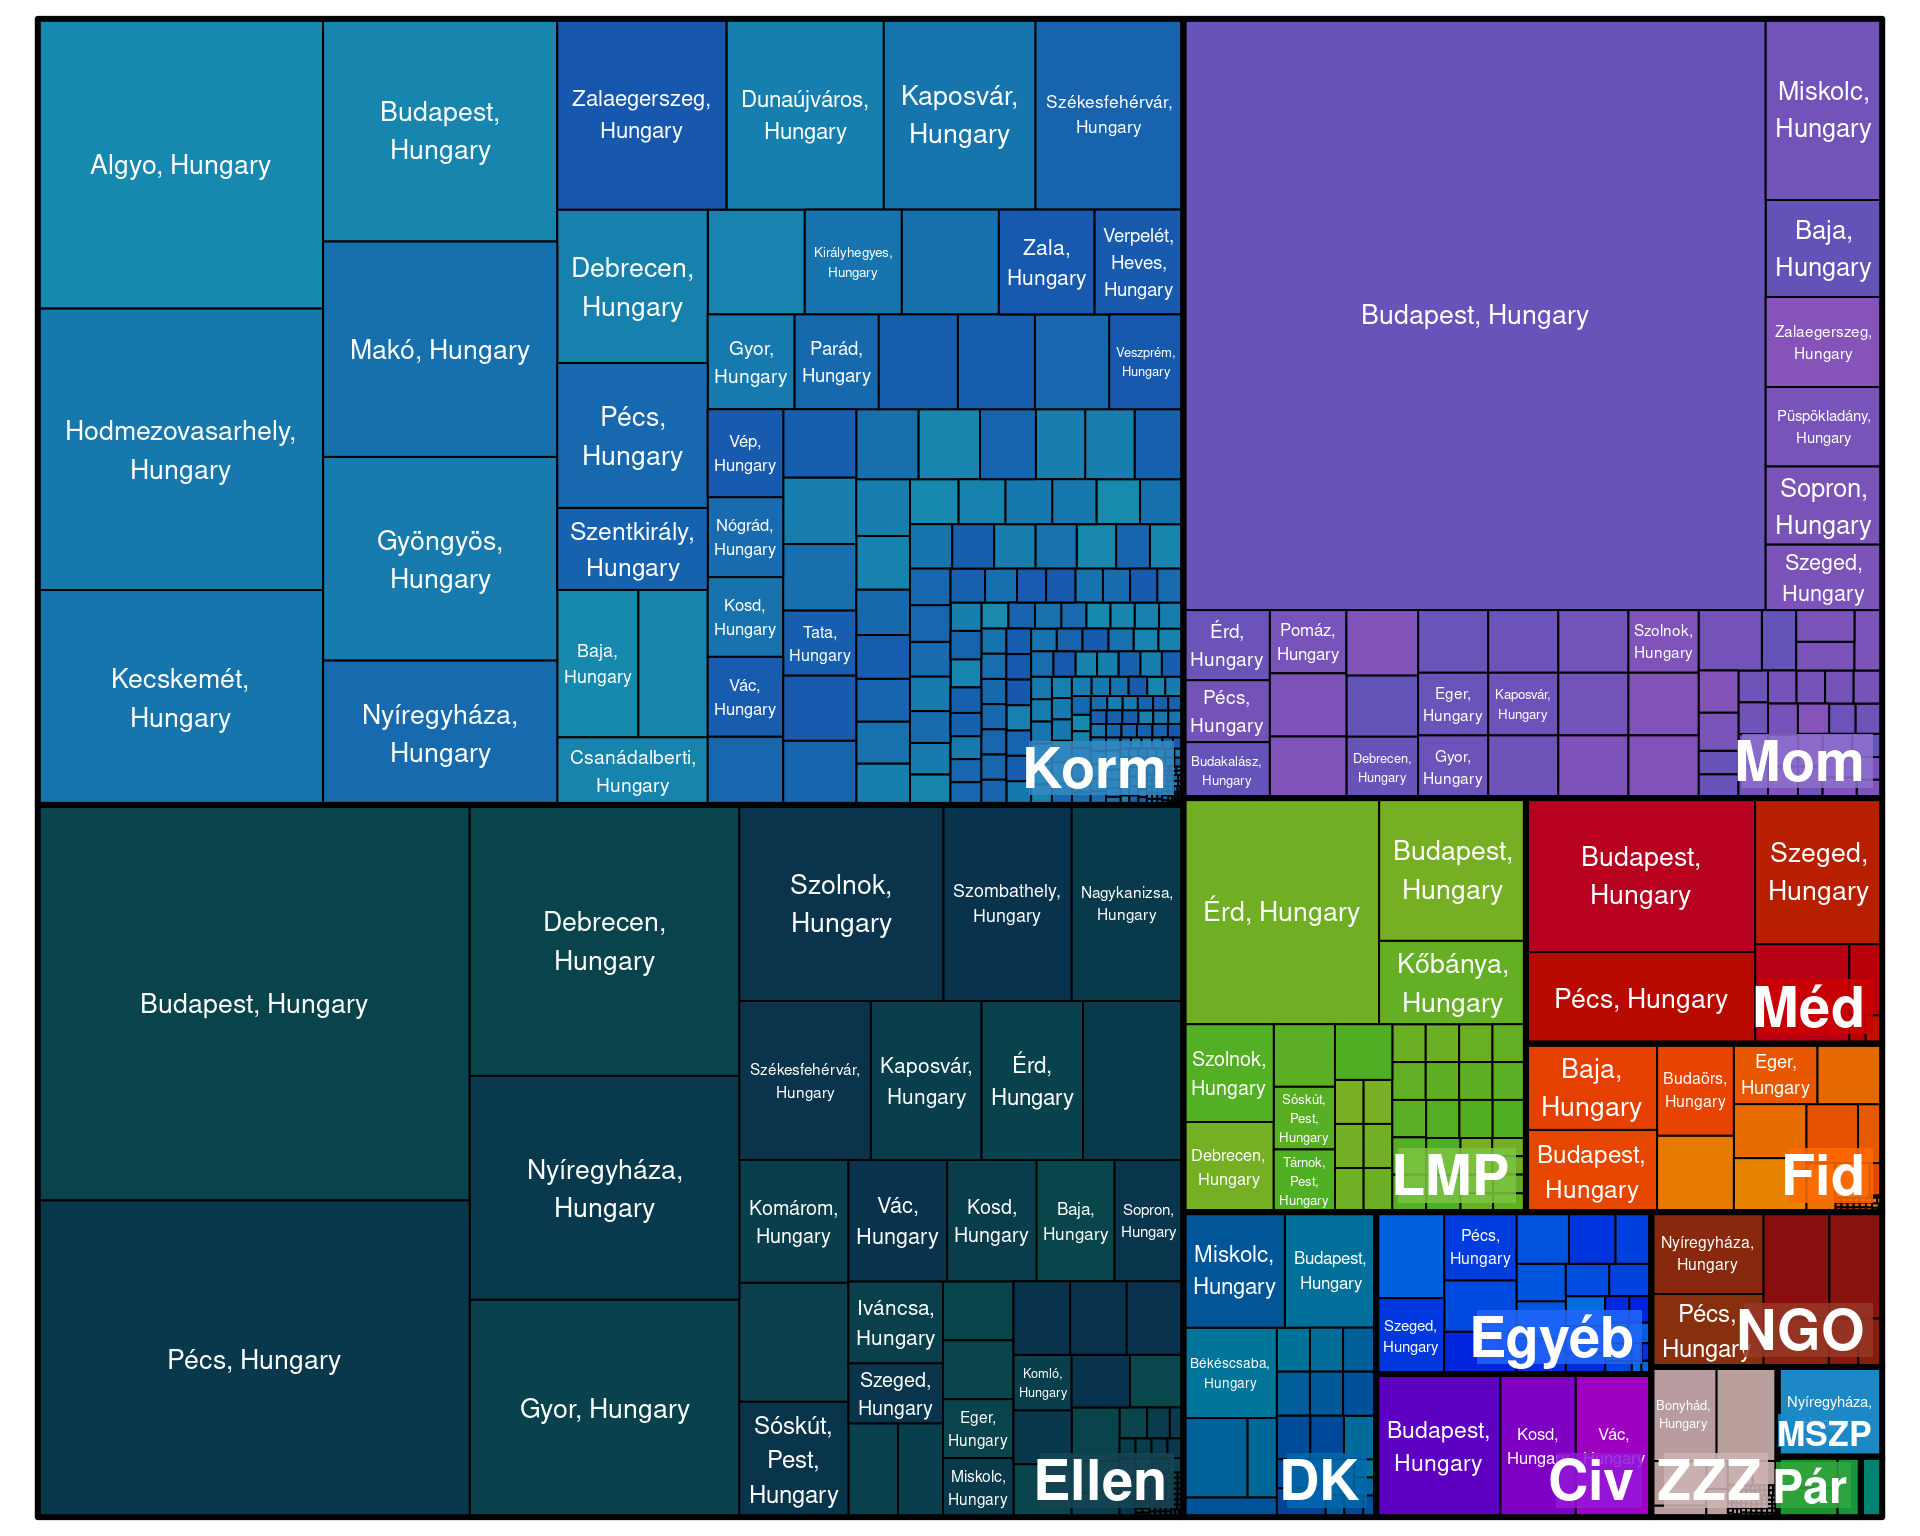 Algyo, Hungary
Hodmezovasarhely,
Hungary
Kecskemét,
Hungary
Budapest,
Hungary
Makó, Hungary
Gyöngyös,
Hungary
Nyíregyháza,
Hungary
Zalaegerszeg,
Hungary
Dunaújváros,
Hungary
Kaposvár,
Hungary
Székesfehérvár,
Hungary
Debrecen,
Hungary
Pécs,
Hungary
Szentkirály,
Hungary
Baja,
Hungary
Csanádalberti,
Hungary
Királyhegyes,
Hungary
Zala,
Hungary
Verpelét,
Heves,
Hungary
Gyor,
Hungary
Parád,
Hungary
Veszprém,
Hungary
Vép,
Hungary
Nógrád,
Hungary
Kosd,
Hungary
Vác,
Hungary
Tata,
Hungary
Korm
Budapest, Hungary
Miskolc,
Hungary
Baja,
Hungary
Zalaegerszeg,
Hungary
Püspökladány,
Hungary
Sopron,
Hungary
Szeged,
Hungary
Érd,
Hungary
Pécs,
Hungary
Budakalász,
Hungary
Pomáz,
Hungary
Debrecen,
Hungary
Eger,
Hungary
Gyor,
Hungary
Kaposvár,
Hungary
Szolnok,
Hungary
Mom
Budapest, Hungary
Pécs, Hungary
Debrecen,
Hungary
Nyíregyháza,
Hungary
Gyor, Hungary
Szolnok,
Hungary
Szombathely,
Hungary
Nagykanizsa,
Hungary
Székesfehérvár,
Hungary
Kaposvár,
Hungary
Érd,
Hungary
Komárom,
Hungary
Vác,
Hungary
Kosd,
Hungary
Baja,
Hungary
Sopron,
Hungary
Sóskút,
Pest,
Hungary
Iváncsa,
Hungary
Szeged,
Hungary
Eger,
Hungary
Miskolc,
Hungary
Komló,
Hungary
Ellen
Érd, Hungary
Budapest,
Hungary
Kőbánya,
Hungary
Szolnok,
Hungary
Debrecen,
Hungary
Sóskút,
Pest,
Hungary
Tárnok,
Pest,
Hungary
LMP
Budapest,
Hungary
Pécs, Hungary
Szeged,
Hungary
Méd
Baja,
Hungary
Budapest,
Hungary
Budaörs,
Hungary
Eger,
Hungary
Fid
Miskolc,
Hungary
Budapest,
Hungary
Békéscsaba,
Hungary
DK
Pécs,
Hungary
Szeged,
Hungary
Egyéb
Nyíregyháza,
Hungary
Pécs,
Hungary
NGO
Budapest,
Hungary
Kosd,
Hungary
Vác,
Hungary
Civ
Bonyhád,
Hungary
ZZZ
Nyíregyháza,
MSZP
Pár